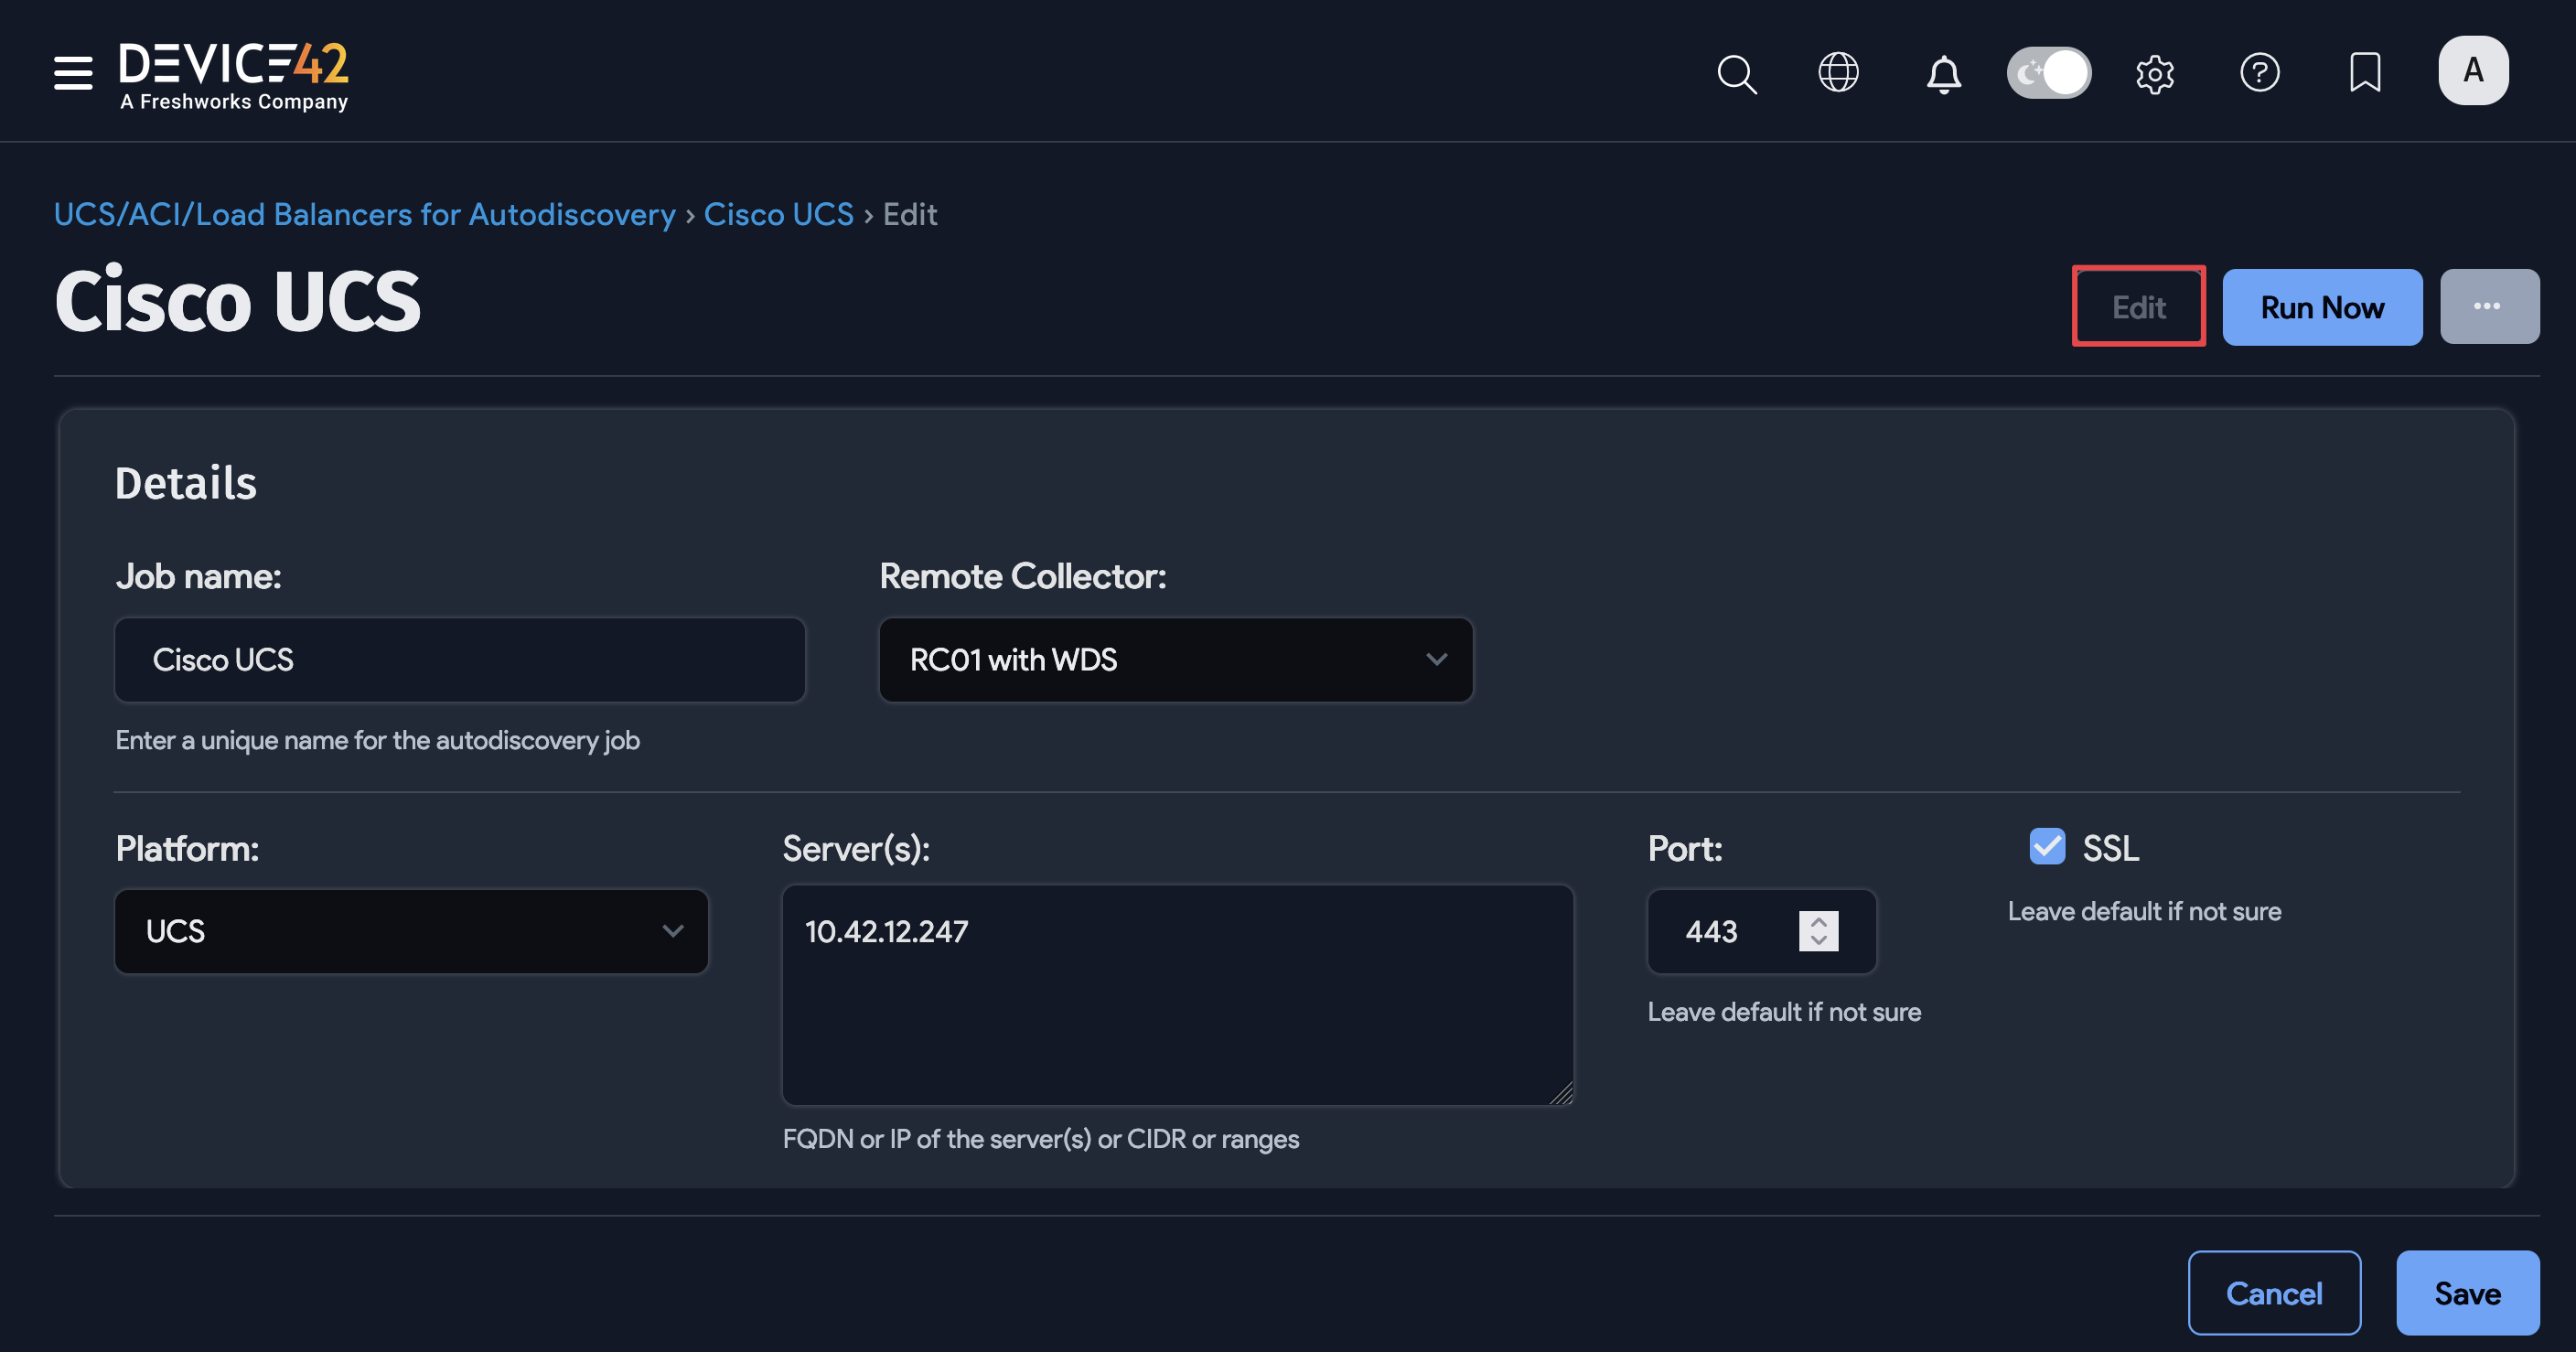 DEVICE42
A Freshworks Company
A
UCS/ACI/Load Balancers for Autodiscovery › Cisco UCS › Edit
Cisco UCS
Edit
Run Now
Details
Job name:
Remote Collector:
Cisco UCS
RC01 with WDS
Enter a unique name for the autodiscovery job
Platform:
Server(s):
Port:
SSL
UCS
10.42.12.247
443
Leave default if not sure
Leave default if not sure
FQDN or IP of the server(s) or CIDR or ranges
Cancel
Save